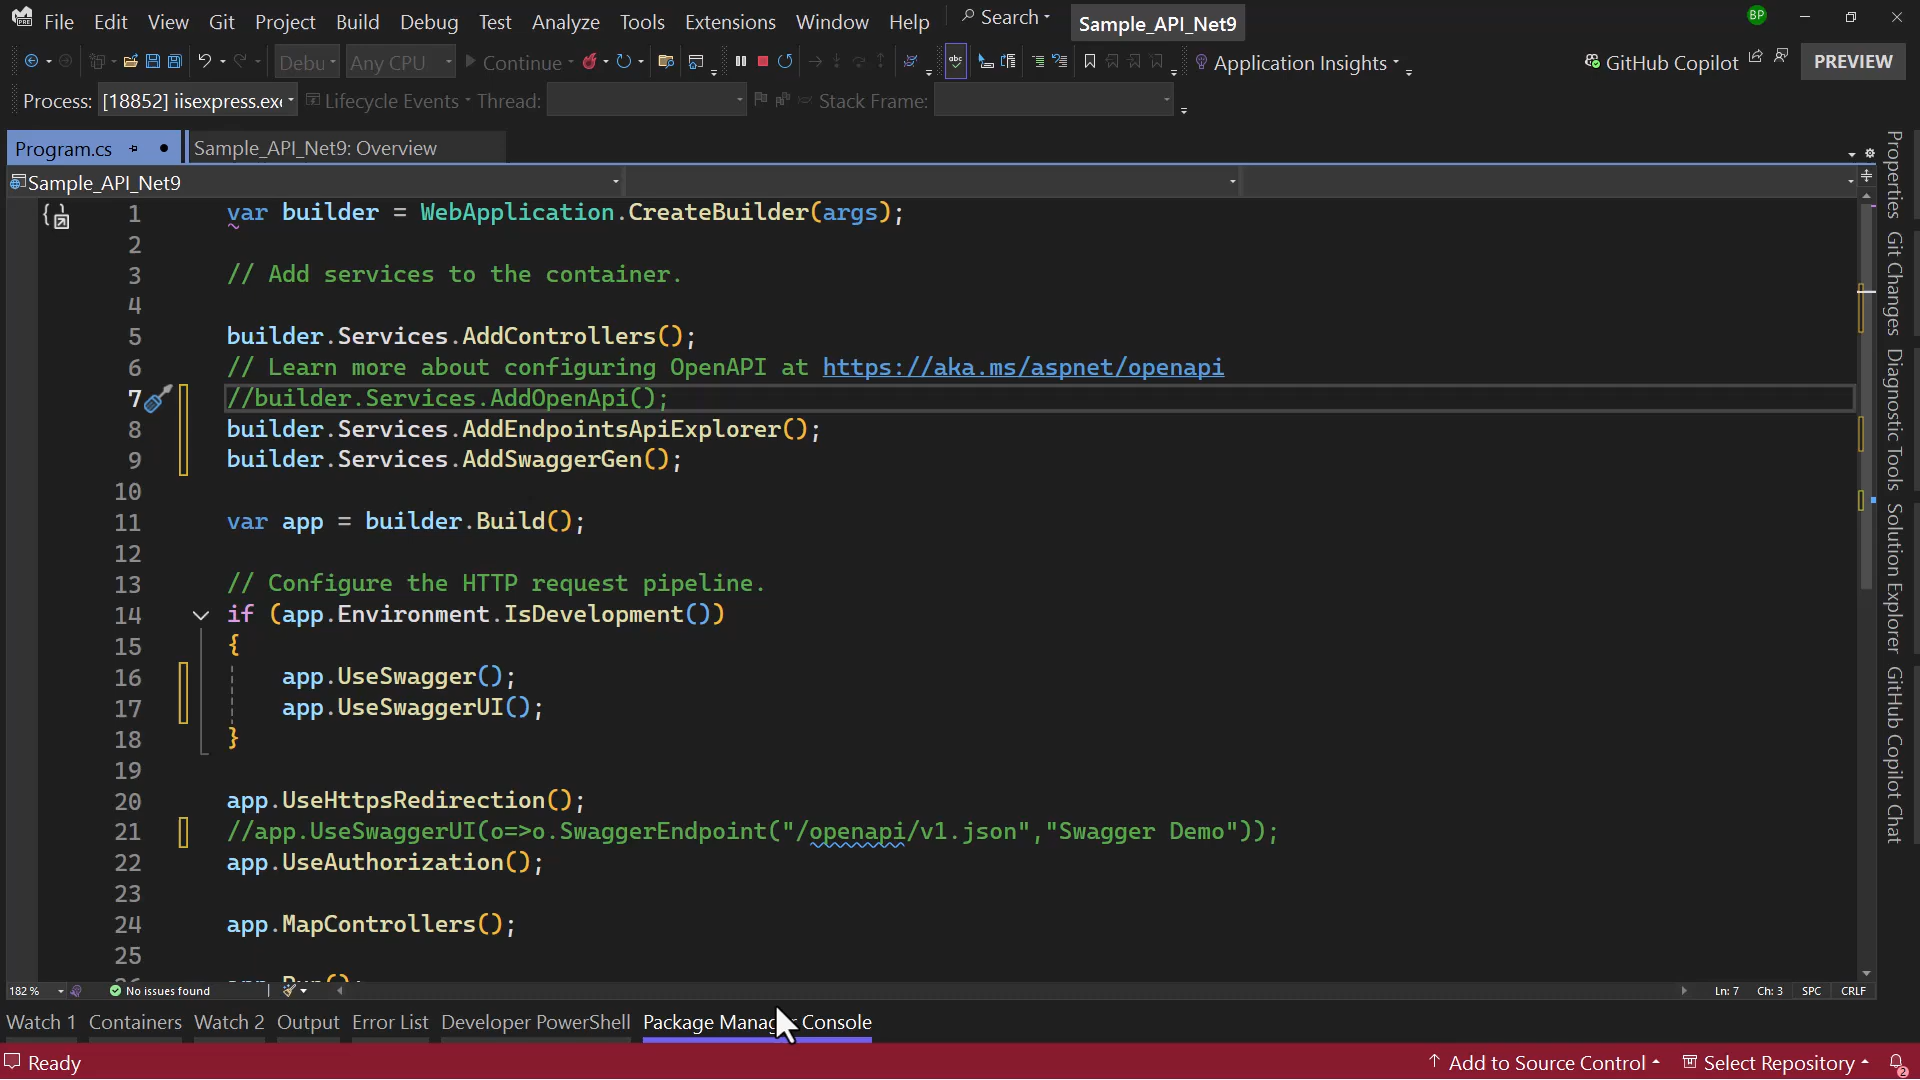 File Edit View Git Project Build Debug Test Analyze Tools Extensions Window Help Search Sample_API_Net9 BP
Debu Any CPU Continue abc Application Insights GitHub Copilot PREVIEW
Process: [18852] iisexpress.exe Lifecycle Events Thread: Stack Frame:
Program.cs Sample_API_Net9: Overview
Sample_API_Net9
1 var builder = WebApplication.CreateBuilder(args);
2
3 // Add services to the container.
4
5 builder.Services.AddControllers();
6 // Learn more about configuring OpenAPI at https://aka.ms/aspnet/openapi
7 //builder.Services.AddOpenApi();
8 builder.Services.AddEndpointsApiExplorer();
9 builder.Services.AddSwaggerGen();
10
11 var app = builder.Build();
12
13 // Configure the HTTP request pipeline.
14 if (app.Environment.IsDevelopment())
15 {
16 app.UseSwagger();
17 app.UseSwaggerUI();
18 }
19
20 app.UseHttpsRedirection();
21 //app.UseSwaggerUI(o=>o.SwaggerEndpoint("/openapi/v1.json","Swagger Demo"));
22 app.UseAuthorization();
23
24 app.MapControllers();
25
26 app.Run();
182 % No issues found Ln: 7 Ch: 3 SPC CRLF
Watch 1 Containers Watch 2 Output Error List Developer PowerShell Package Manager Console
Ready Add to Source Control Select Repository 2
Properties
Git Changes
Diagnostic Tools
Solution Explorer
GitHub Copilot Chat